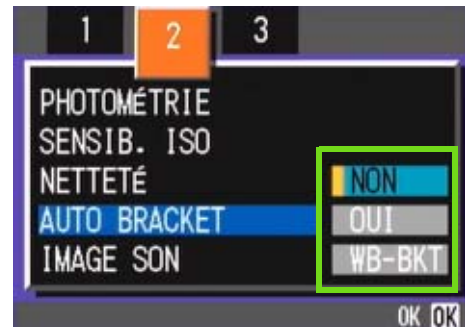 1 2 3
PHOTOMÉTRIE
SENSIB. ISO
NETTETÉ NON
AUTO BRACKET OUI
IMAGE SON WB-BKT
OK OK